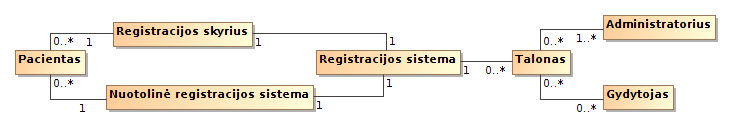 Registracijos skyrius
Administratorius
0..*
1
1
1
0..*
1..*
Pacientas
Registracijos sistema
Talonas
1
0..*
0..*
1
0..*
Nuotolinė registracijos sistema
Gydytojas
1
1
0..*